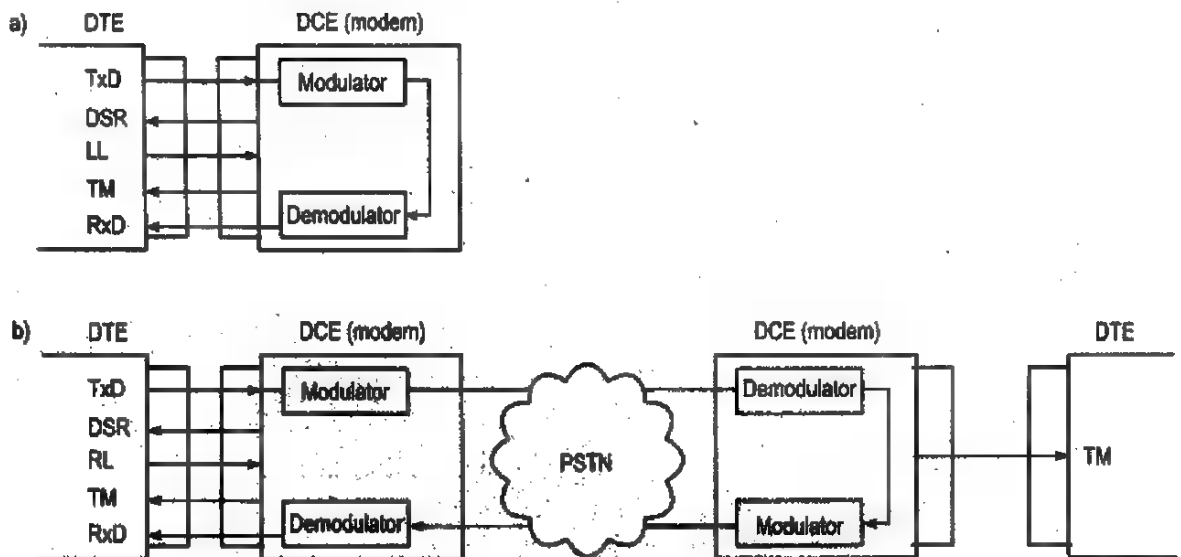 a) DTE DCE (modem)
TxD Modulator
DSR
LL
TM
RxD Demodulator
b) DTE DCE (modem) DCE (modem) DTE
TxD Modulator Demodulator
DSR
RL PSTN TM
TM
RxD Demodulator Modulator